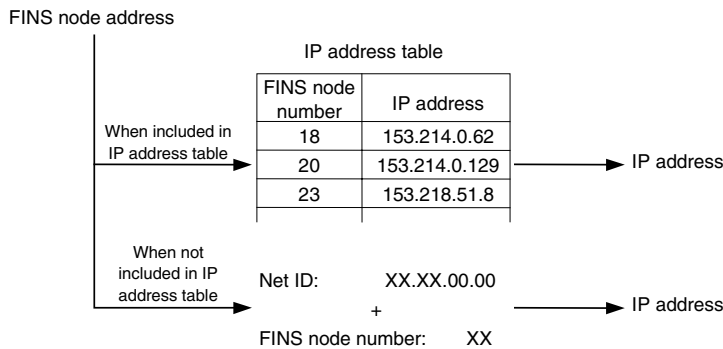 FINS node address
IP address table
FINS node number
IP address
18
153.214.0.62
20
153.214.0.129
23
153.218.51.8
When included in
IP address table
IP address
When not
included in IP
address table
Net ID: XX.XX.00.00
+
FINS node number: XX
IP address